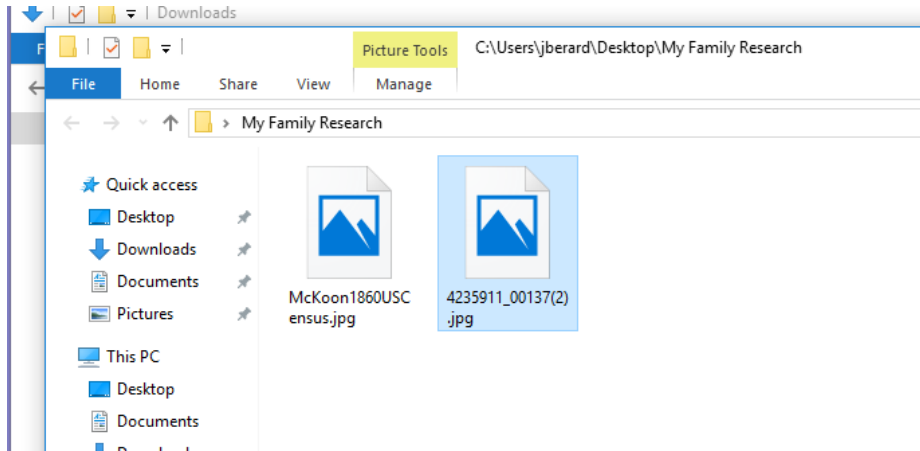 Downloads
F
Picture Tools
C:\Users\jberard\Desktop\My Family Research
File
Home
Share
View
Manage
My Family Research
Quick access
Desktop
Downloads
Documents
Pictures
This PC
Desktop
Documents
McKoon1860USC
ensus.jpg
4235911_00137(2)
.jpg